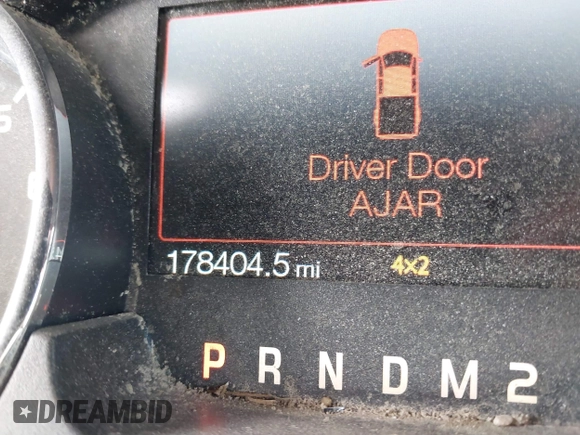 Driver Door
AJAR
178404.5 mi 4x2
P R N D M 2
DREAMBID